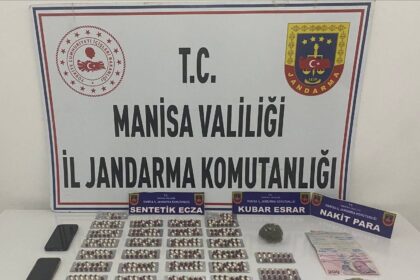 T.C.
MANİSA VALİLİĞİ
İL JANDARMA KOMUTANLIĞI
JANDARMA
SENTETİK ECZA
KUBAR ESRAR
NAKİT PARA